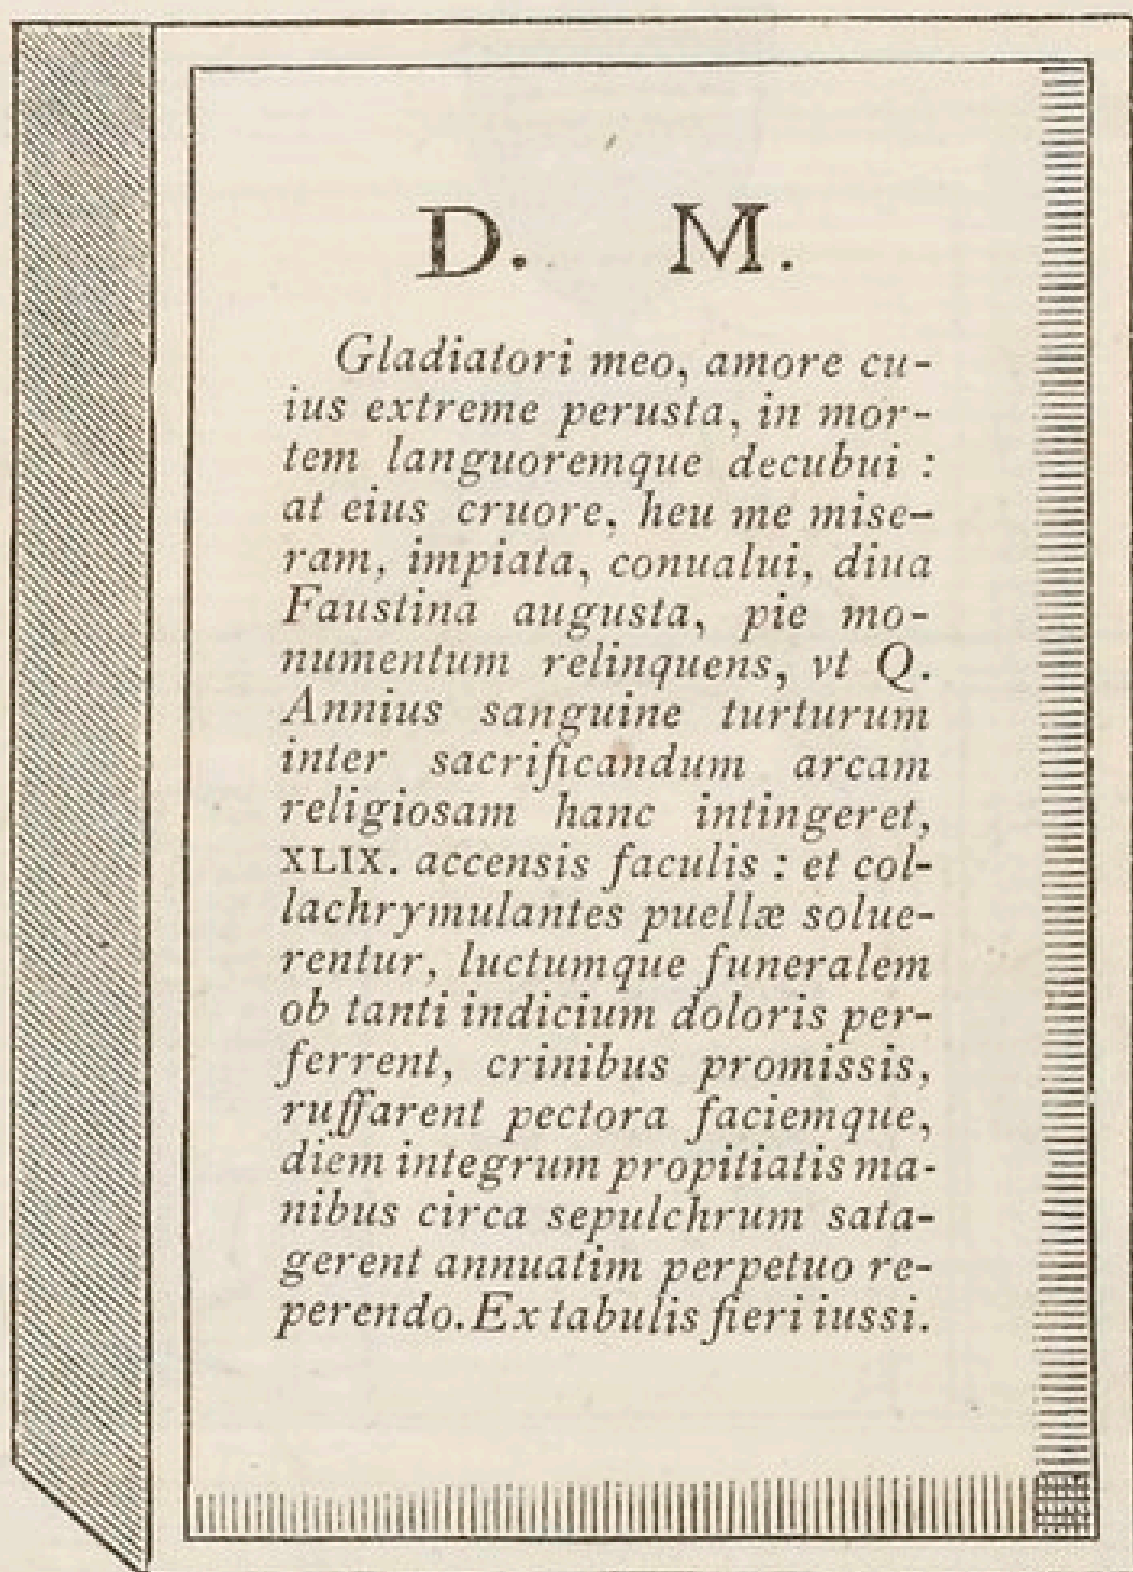 D. M.
Gladiatori meo, amore cu-
ius extreme perusta, in mor-
tem languoremque decubui :
at eius cruore, heu me mise-
ram, impiata, conualui, diua
Faustina augusta, pie mo-
numentum relinquens, vt Q.
Annius sanguine turturum
inter sacrificandum arcam
religiosam hanc intingeret,
XLIX. accensis faculis : et col-
lachrymulantes puellæ solue-
rentur, luctumque funeralem
ob tanti indicium doloris per-
ferrent, crinibus promissis,
ruffarent pectora faciemque,
diem integrum propitiatis ma-
nibus circa sepulchrum sata-
gerent annuatim perpetuo re-
perendo. Ex tabulis fieri iussi.